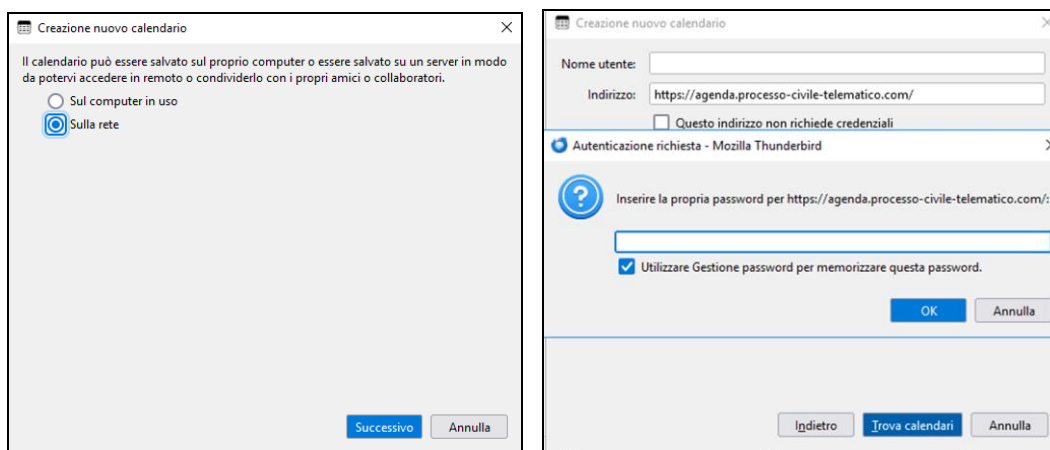 Creazione nuovo calendario
Il calendario può essere salvato sul proprio computer o essere salvato su un server in modo
da potervi accedere in remoto o condividerlo con i propri amici o collaboratori.
Sul computer in uso
Sulla rete
Successivo Annulla
Creazione nuovo calendario
Nome utente:
Indirizzo: https://agenda.processo-civile-telematico.com/
Questo indirizzo non richiede credenziali
Autenticazione richiesta - Mozilla Thunderbird
Inserire la propria password per https://agenda.processo-civile-telematico.com/:
Utilizzare Gestione password per memorizzare questa password.
OK Annulla
Indietro Trova calendari Annulla